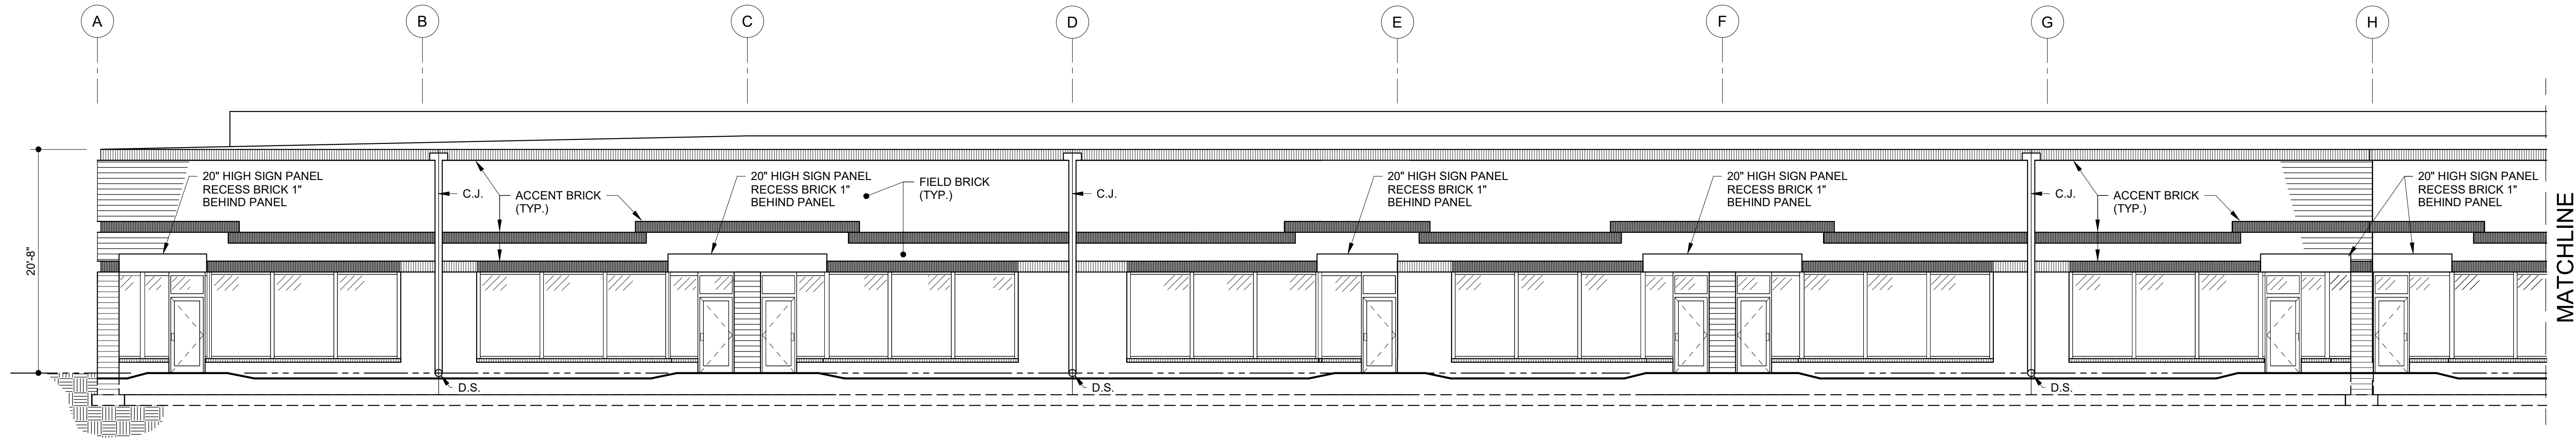 A
B
C
D
E
F
G
H
20" HIGH SIGN PANEL
RECESS BRICK 1"
BEHIND PANEL
C.J.
ACCENT BRICK
(TYP.)
20" HIGH SIGN PANEL
RECESS BRICK 1"
BEHIND PANEL
FIELD BRICK
(TYP.)
C.J.
20" HIGH SIGN PANEL
RECESS BRICK 1"
BEHIND PANEL
20" HIGH SIGN PANEL
RECESS BRICK 1"
BEHIND PANEL
C.J.
ACCENT BRICK
(TYP.)
20" HIGH SIGN PANEL
RECESS BRICK 1"
BEHIND PANEL
20'-8"
MATCHLINE
D.S.
D.S.
D.S.